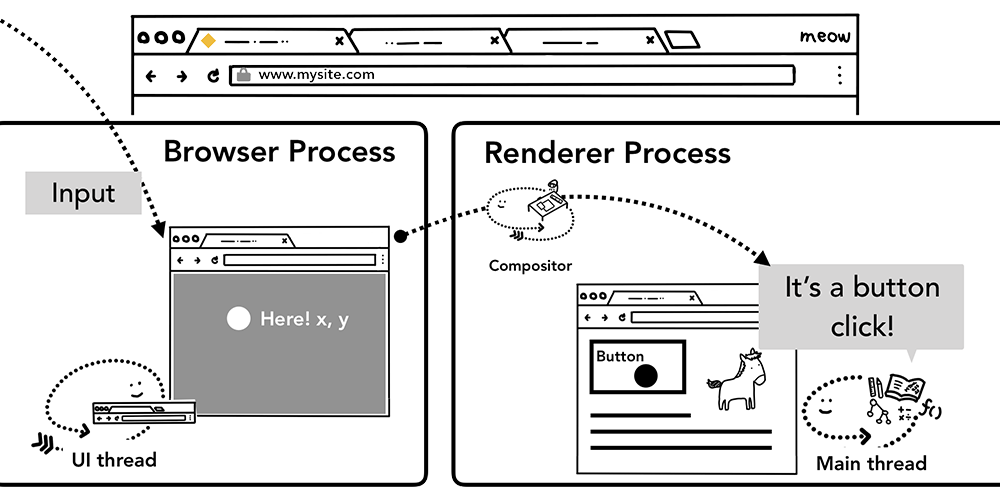 meow
www.mysite.com
Browser Process
Input
Here! x, y
UI thread
Renderer Process
Compositor
It's a button
click!
Button
f()
Main thread